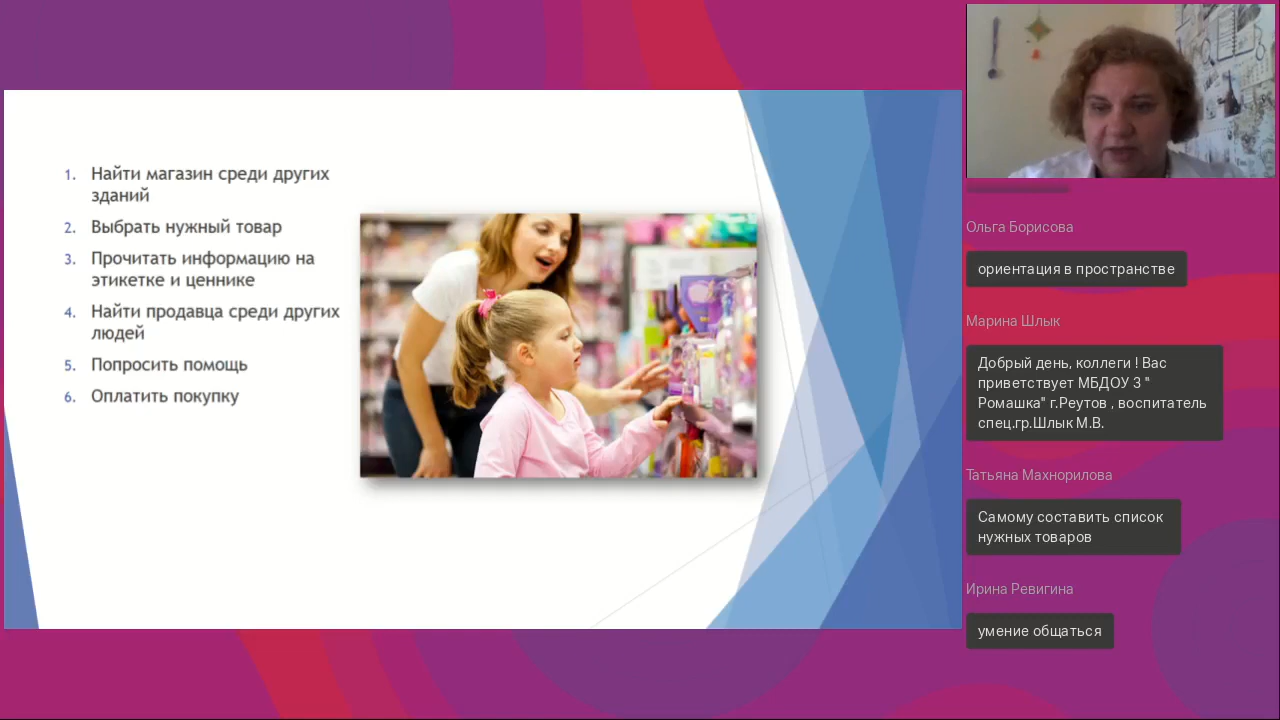 1. Найти магазин среди других
зданий
2. Выбрать нужный товар
3. Прочитать информацию на
этикетке и ценнике
4. Найти продавца среди других
людей
5. Попросить помощь
6. Оплатить покупку
Ольга Борисова
ориентация в пространстве
Марина Шлык
Добрый день, коллеги ! Вас
приветствует МБДОУ 3 "
Ромашка" г.Реутов , воспитатель
спец.гр.Шлык М.В.
Татьяна Махнорилова
Самому составить список
нужных товаров
Ирина Ревигина
умение общаться